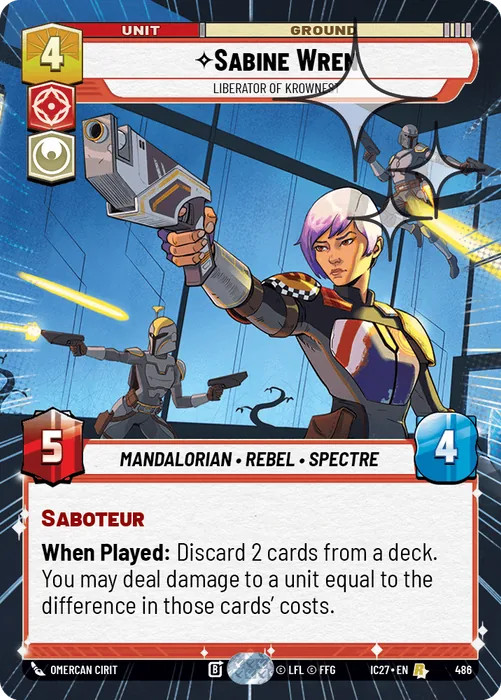 UNIT
GROUND
4
✧SABINE WREN
LIBERATOR OF KROWNEST
5
4
MANDALORIAN • REBEL • SPECTRE
SABOTEUR
When Played: Discard 2 cards from a deck.
You may deal damage to a unit equal to the
difference in those cards’ costs.
OMERCAN CIRIT
B
© LFL © FFG
IC27 • EN
R
486